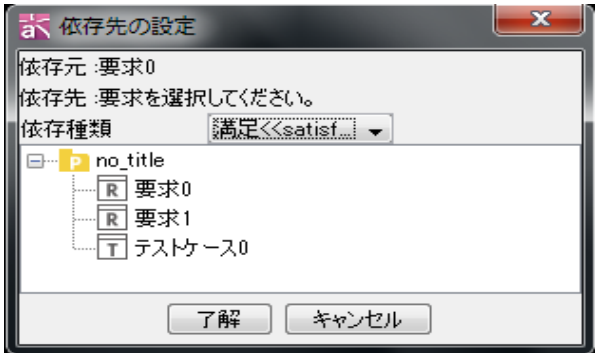 依存先の設定
依存元 :要求0
依存先 :要求を選択してください。
依存種類 満足<<satisf...
P no_title
R 要求0
R 要求1
T テストケース0
了解 キャンセル